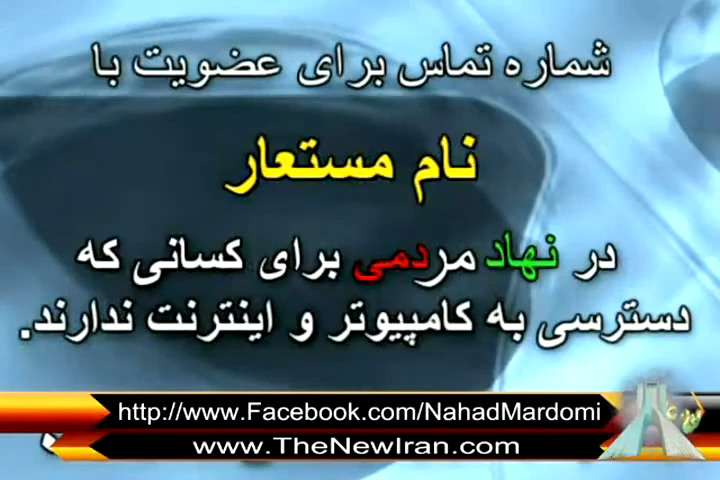 شماره تماس برای عضویت با
نام مستعار
در نهاد مردمی برای کسانی که
دسترسی به کامپیوتر و اینترنت ندارند.
http://www.Facebook.com/NahadMardomi
www.TheNewIran.com